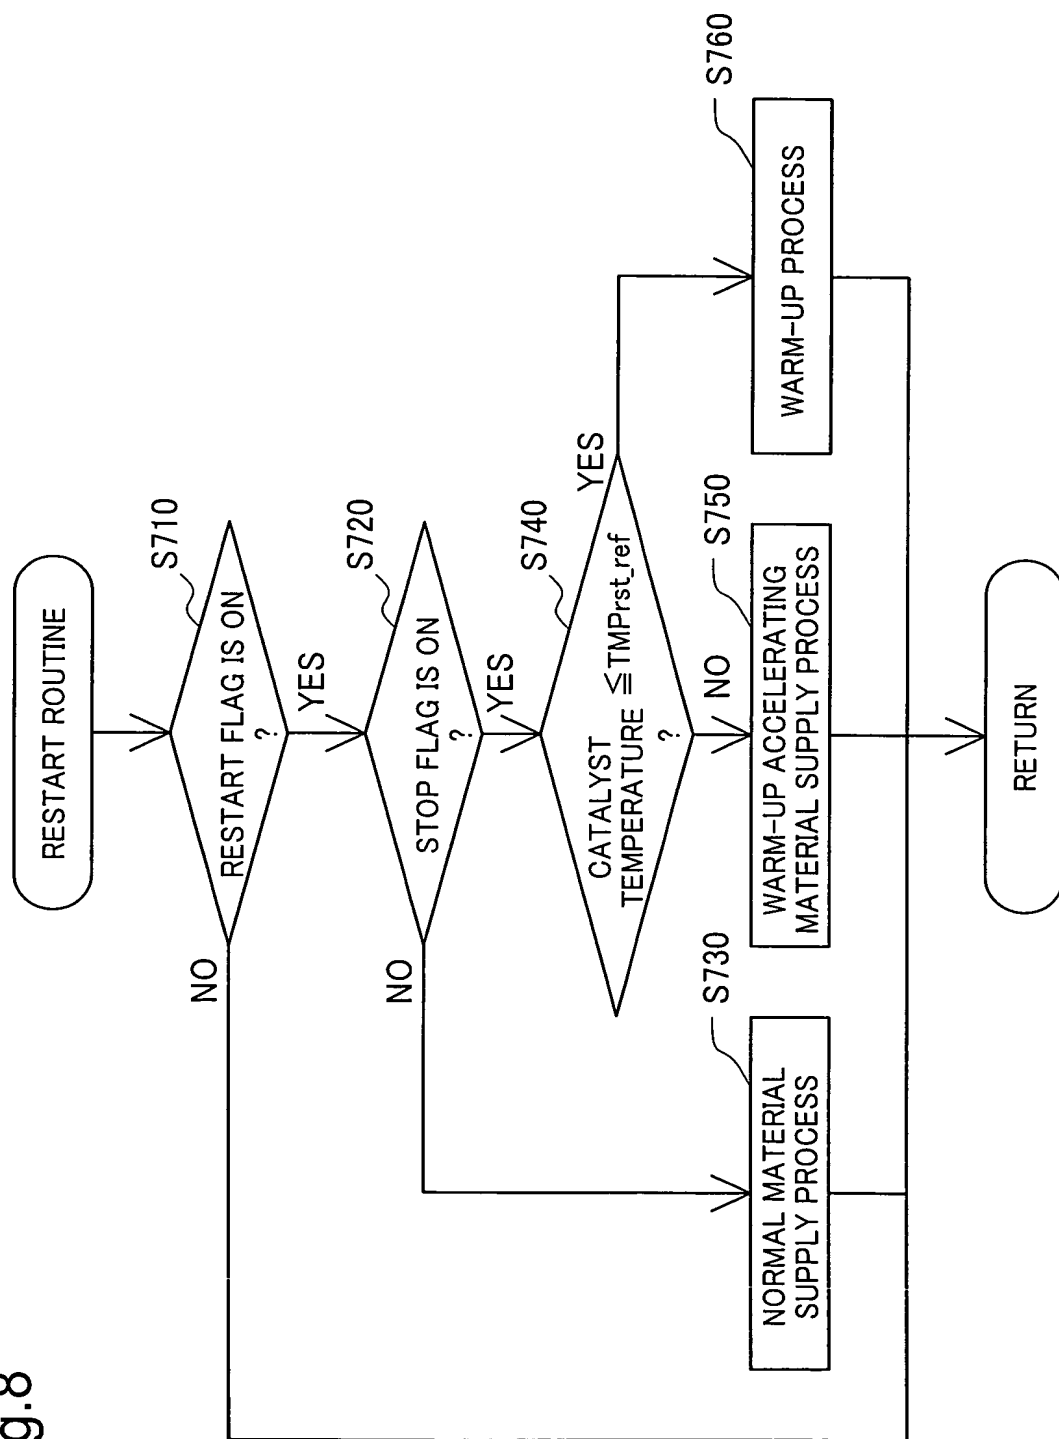 g.8
RESTART ROUTINE
S710
RESTART FLAG IS ON
?
NO
YES
S720
STOP FLAG IS ON
?
NO
YES
S740
CATALYST
TEMPERATURE ≦TMPrst_ref
?
YES
NO
S730
NORMAL MATERIAL
SUPPLY PROCESS
S750
WARM-UP ACCELERATING
MATERIAL SUPPLY PROCESS
S760
WARM-UP PROCESS
RETURN